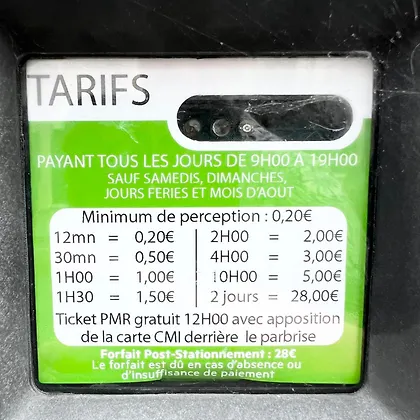 TARIFS
PAYANT TOUS LES JOURS DE 9H00 A 19H00
SAUF SAMEDIS, DIMANCHES,
JOURS FERIES ET MOIS D'AOUT
Minimum de perception : 0,20€
12mn = 0,20€ 2H00 = 2,00€
30mn = 0,50€ 4H00 = 3,00€
1H00 = 1,00€ 10H00 = 5,00€
1H30 = 1,50€ 2 jours = 28,00€
Ticket PMR gratuit 12H00 avec apposition
de la carte CMI derrière le parbrise
Forfait Post-Stationnement : 28€
Le forfait est dû en cas d'absence ou
d'insuffisance de paiement